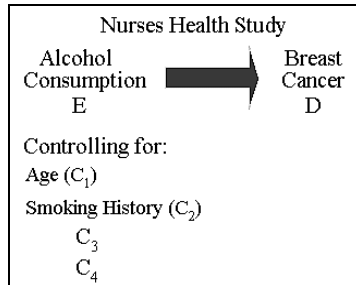 Nurses Health Study
Alcohol Breast
Consumption Cancer
E D
Controlling for:
Age (C₁)
Smoking History (C₂)
C₃
C₄